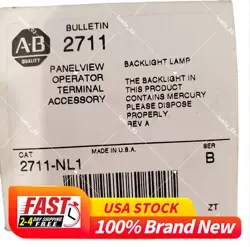 BULLETIN
AB
QUALITY
2711
PANELVIEW
OPERATOR
TERMINAL
ACCESSORY
BACKLIGHT LAMP
THE BACKLIGHT IN
THIS PRODUCT
CONTAINS MERCURY
PLEASE DISPOSE
PROPERLY.
REV A
CAT
MADE IN U.S.A.
SER
2711-NL1
B
FAST
2-4 DAY
FREE SHIPPING
USA STOCK
ZT
100% Brand New